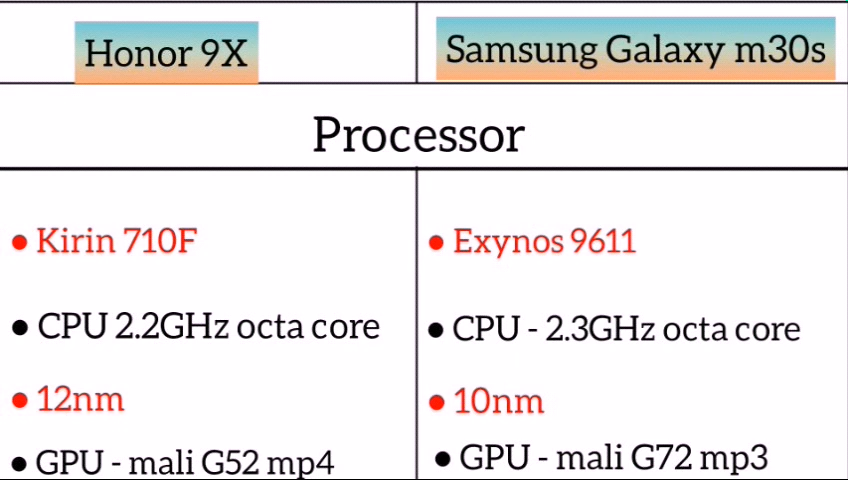 Honor 9X
Samsung Galaxy m30s
Processor
● Kirin 710F
● Exynos 9611
● CPU 2.2GHz octa core
● CPU - 2.3GHz octa core
● 12nm
● 10nm
● GPU - mali G52 mp4
● GPU - mali G72 mp3